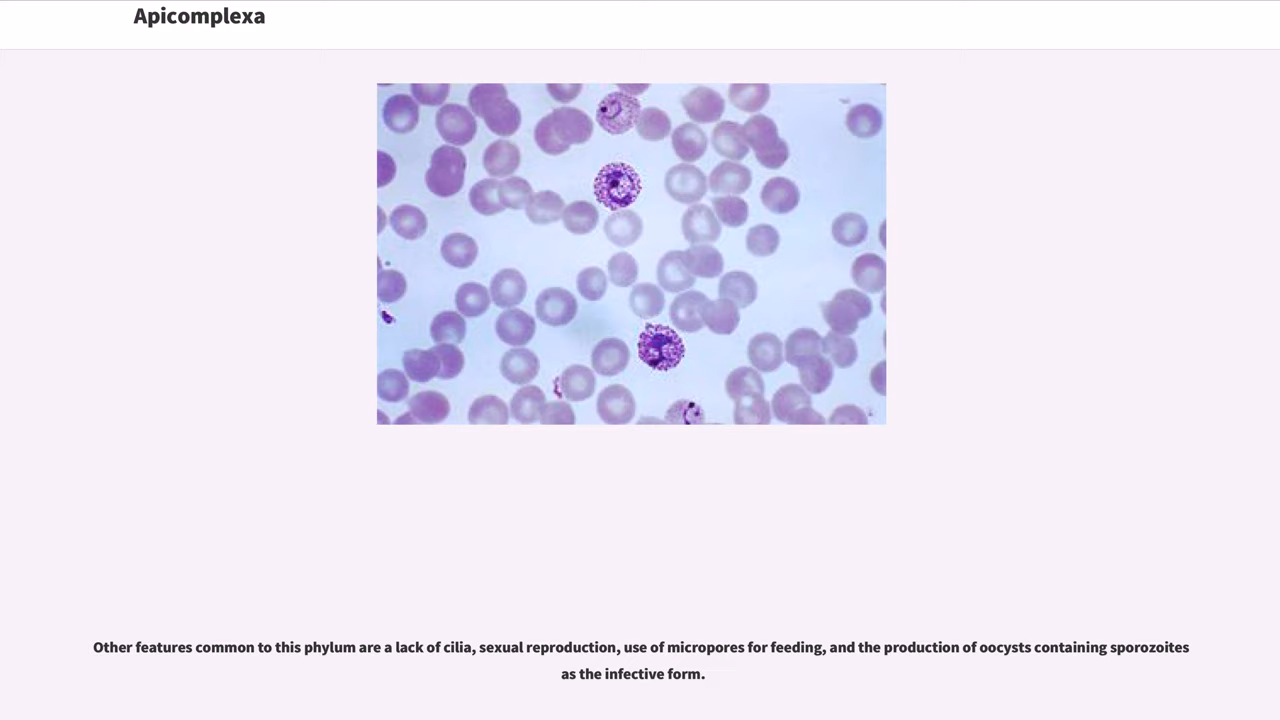 Apicomplexa
Other features common to this phylum are a lack of cilia, sexual reproduction, use of micropores for feeding, and the production of oocysts containing sporozoites
as the infective form.